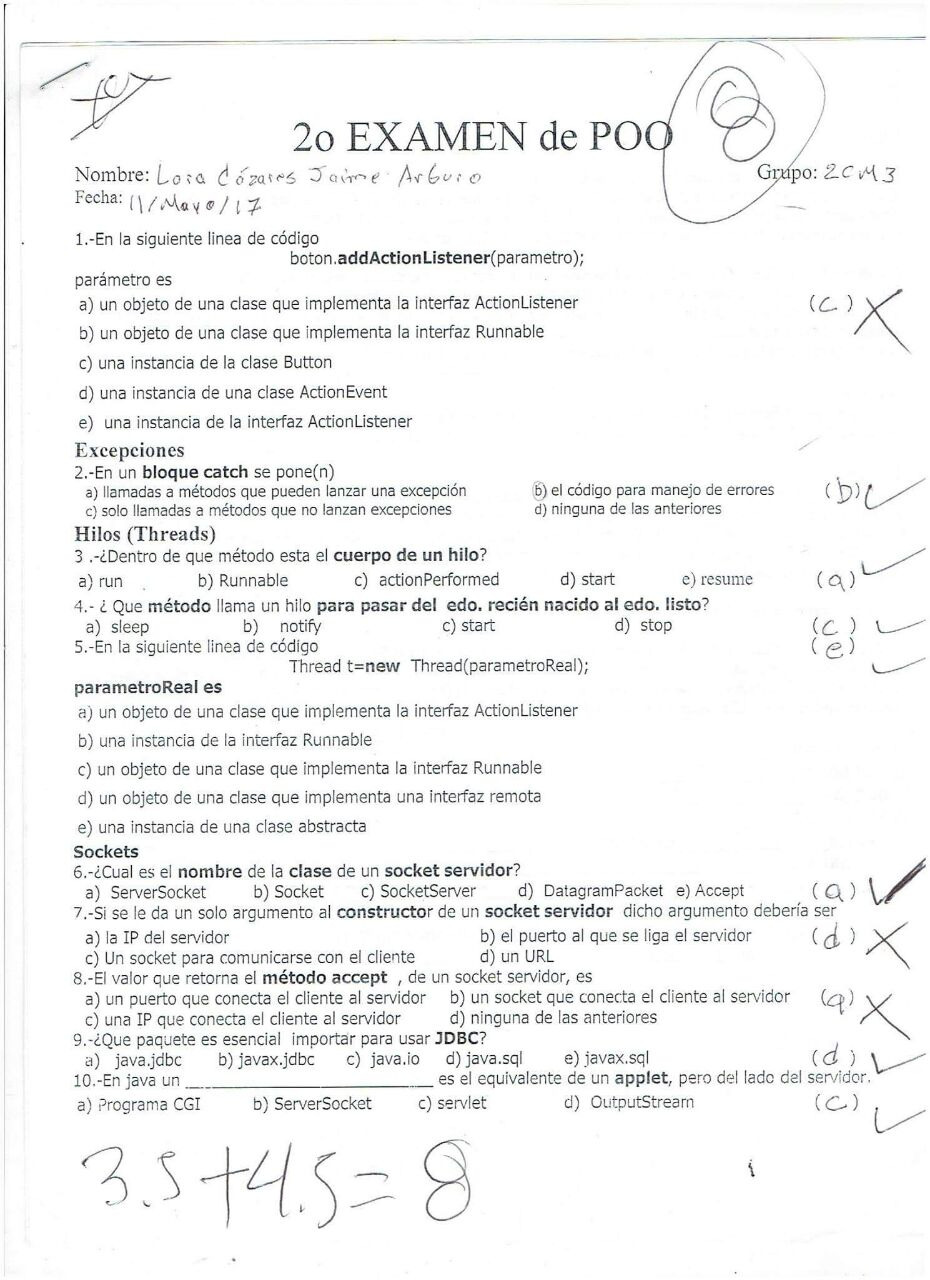 8
2o EXAMEN de POO
Nombre: Lora Cózares Jaime Arturo Grupo: 2CM3
Fecha: 11/Mayo/17
1.-En la siguiente linea de código
boton.addActionListener(parametro);
parámetro es
a) un objeto de una clase que implementa la interfaz ActionListener (c)
b) un objeto de una clase que implementa la interfaz Runnable
c) una instancia de la clase Button
d) una instancia de una clase ActionEvent
e) una instancia de la interfaz ActionListener
Excepciones
2.-En un bloque catch se pone(n)
a) llamadas a métodos que pueden lanzar una excepción b) el código para manejo de errores (b)
c) solo llamadas a métodos que no lanzan excepciones d) ninguna de las anteriores
Hilos (Threads)
3 .-¿Dentro de que método esta el cuerpo de un hilo?
a) run b) Runnable c) actionPerformed d) start e) resume (a)
4.- ¿ Que método llama un hilo para pasar del edo. recién nacido al edo. listo?
a) sleep b) notify c) start d) stop (c)
5.-En la siguiente linea de código (e)
Thread t=new Thread(parametroReal);
parametroReal es
a) un objeto de una clase que implementa la interfaz ActionListener
b) una instancia de la interfaz Runnable
c) un objeto de una clase que implementa la interfaz Runnable
d) un objeto de una clase que implementa una interfaz remota
e) una instancia de una clase abstracta
Sockets
6.-¿Cual es el nombre de la clase de un socket servidor?
a) ServerSocket b) Socket c) SocketServer d) DatagramPacket e) Accept (a)
7.-Si se le da un solo argumento al constructor de un socket servidor dicho argumento debería ser
a) la IP del servidor b) el puerto al que se liga el servidor (d)
c) Un socket para comunicarse con el cliente d) un URL
8.-El valor que retorna el método accept , de un socket servidor, es
a) un puerto que conecta el cliente al servidor b) un socket que conecta el cliente al servidor (a)
c) una IP que conecta el cliente al servidor d) ninguna de las anteriores
9.-¿Que paquete es esencial importar para usar JDBC?
a) java.jdbc b) javax.jdbc c) java.io d) java.sql e) javax.sql (d)
10.-En java un ____________________________ es el equivalente de un applet, pero del lado del servidor.
a) Programa CGI b) ServerSocket c) servlet d) OutputStream (c)
3.5+4.5=8